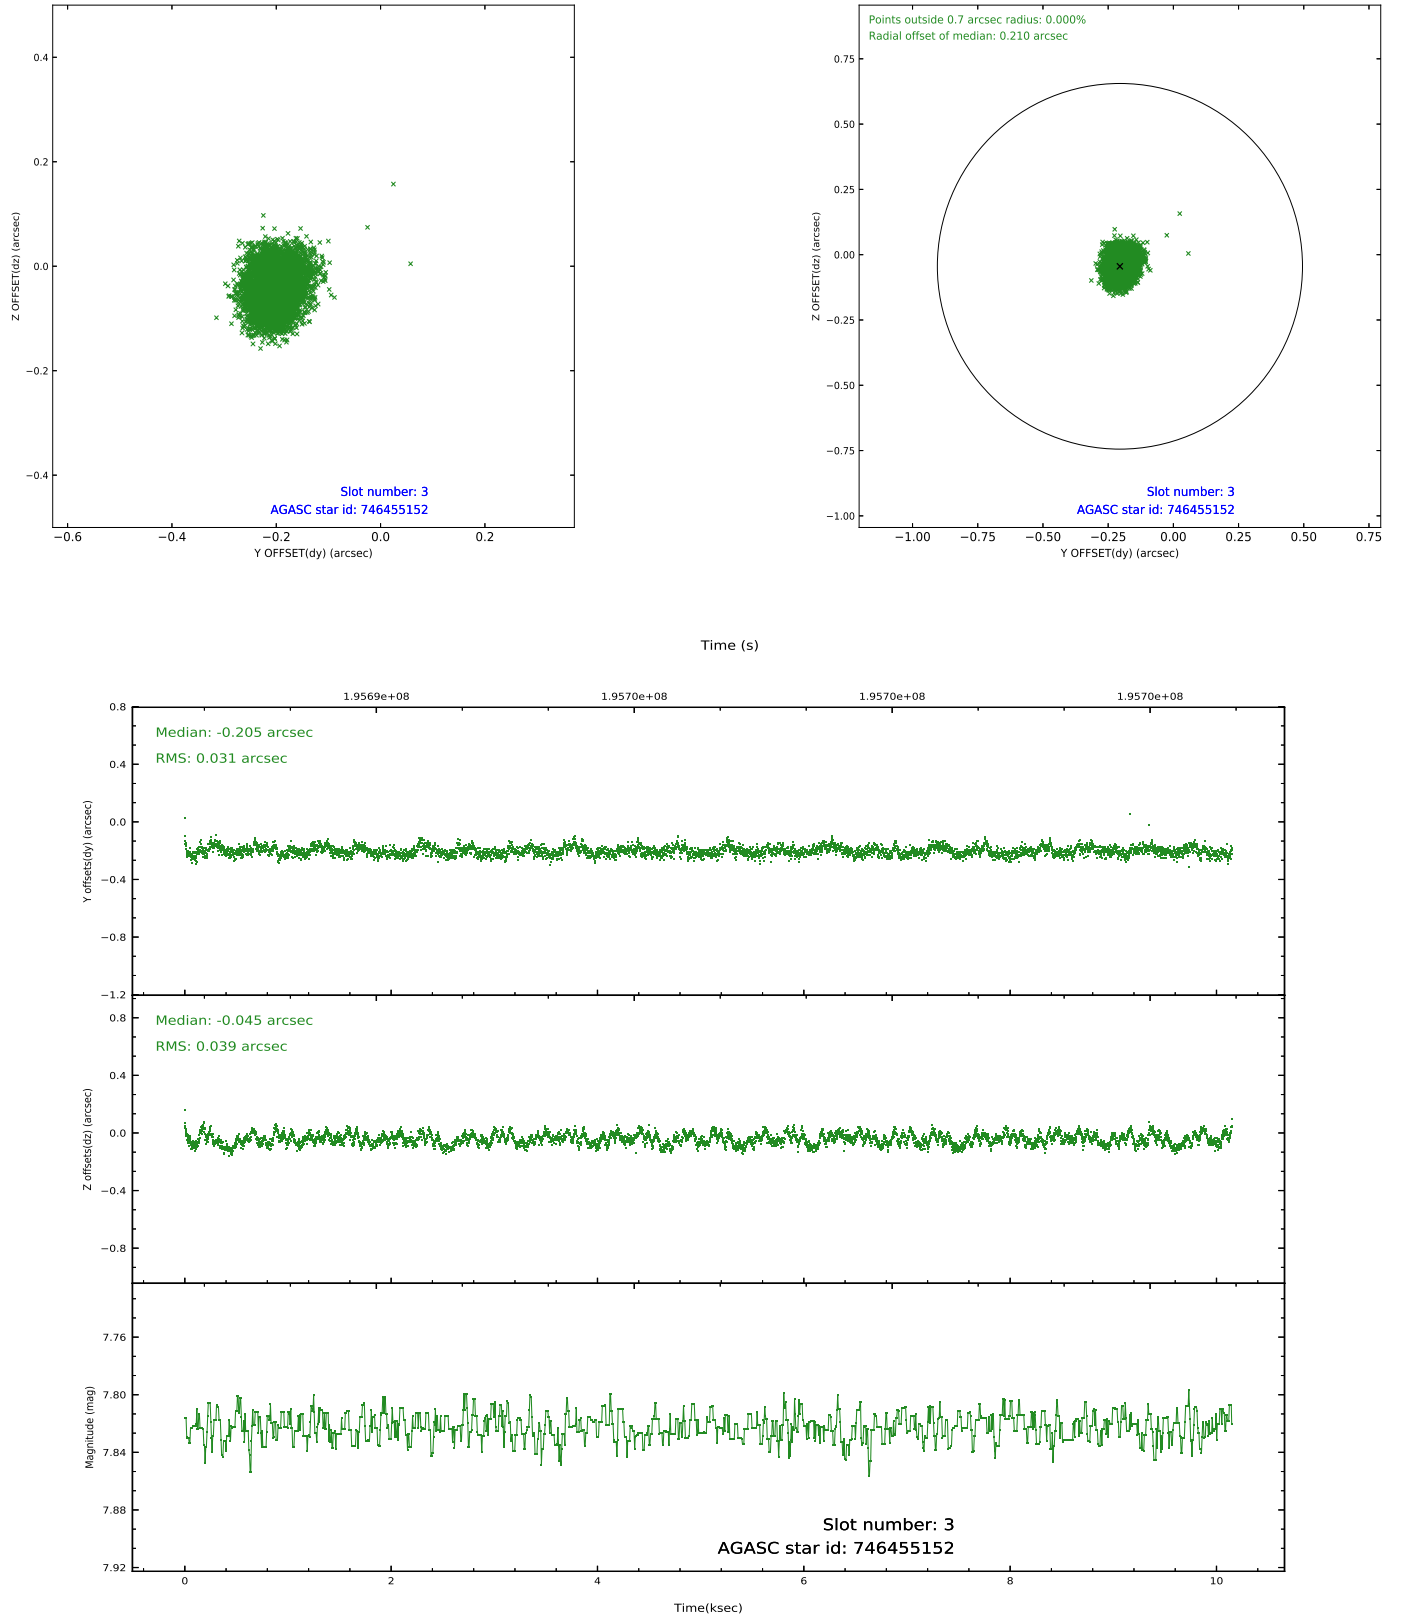 0.4
0.2
0.0
−0.2
−0.4
Z OFFSET(dz) (arcsec)
Slot number: 3
AGASC star id: 746455152
−0.6 −0.4 −0.2 0.0 0.2
Y OFFSET(dy) (arcsec)
Points outside 0.7 arcsec radius: 0.000%
Radial offset of median: 0.210 arcsec
0.75
0.50
0.25
0.00
−0.25
−0.50
−0.75
−1.00
Z OFFSET(dz) (arcsec)
Slot number: 3
AGASC star id: 746455152
−1.00 −0.75 −0.50 −0.25 0.00 0.25 0.50 0.75
Y OFFSET(dy) (arcsec)
Time (s)
1.9569e+08 1.9570e+08 1.9570e+08 1.9570e+08
Median: -0.205 arcsec
RMS: 0.031 arcsec
0.8
0.4
0.0
−0.4
−0.8
−1.2
Y offsets(dy) (arcsec)
Median: -0.045 arcsec
RMS: 0.039 arcsec
0.8
0.4
0.0
−0.4
−0.8
Z offsets(dz) (arcsec)
7.76
7.80
7.84
7.88
7.92
Magnitude (mag)
Slot number: 3
AGASC star id: 746455152
0 2 4 6 8 10
Time(ksec)